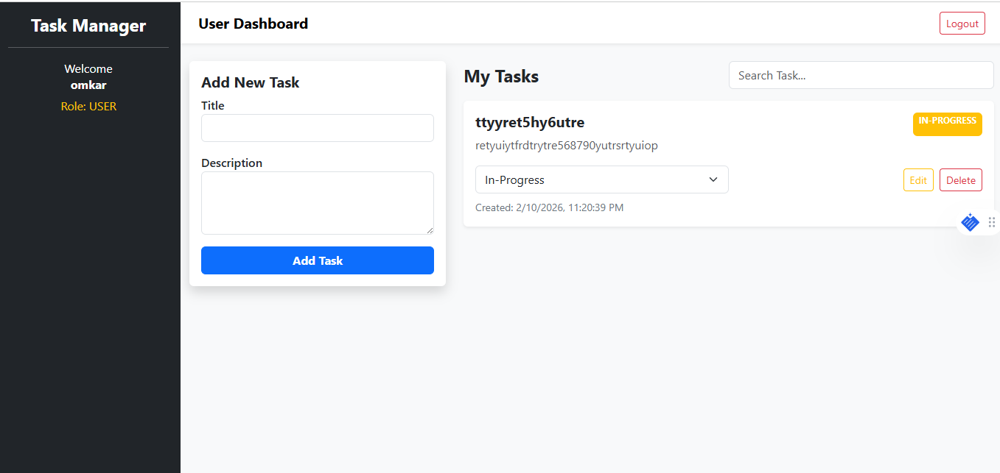 Task Manager
Welcome
omkar
Role: USER
User Dashboard
Logout
Add New Task
Title
Description
Add Task
My Tasks
Search Task...
ttyyret5hy6utre
IN-PROGRESS
retyuiytfrdtrytre568790yutrsrtyuiop
In-Progress
Edit
Delete
Created: 2/10/2026, 11:20:39 PM